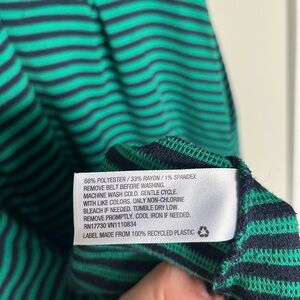 66% POLYESTER / 33% RAYON / 1% SPANDEX
REMOVE BELT BEFORE WASHING.
MACHINE WASH COLD. GENTLE CYCLE.
WITH LIKE COLORS. ONLY NON-CHLORINE
BLEACH IF NEEDED. TUMBLE DRY LOW.
REMOVE PROMPTLY. COOL IRON IF NEEDED.
RN17730 VN1110834
LABEL MADE FROM 100% RECYCLED PLASTIC